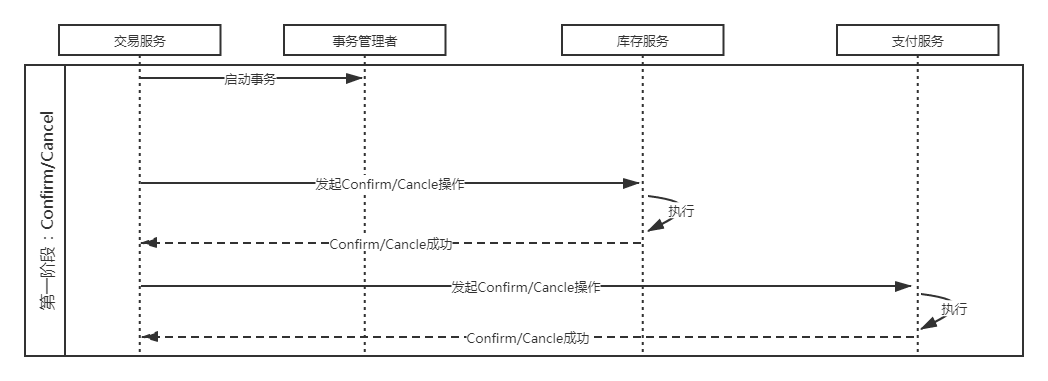 交易服务
事务管理者
库存服务
支付服务
第一阶段：Confirm/Cancel
启动事务
发起Confirm/Cancle操作
执行
Confirm/Cancle成功
发起Confirm/Cancle操作
执行
Confirm/Cancle成功